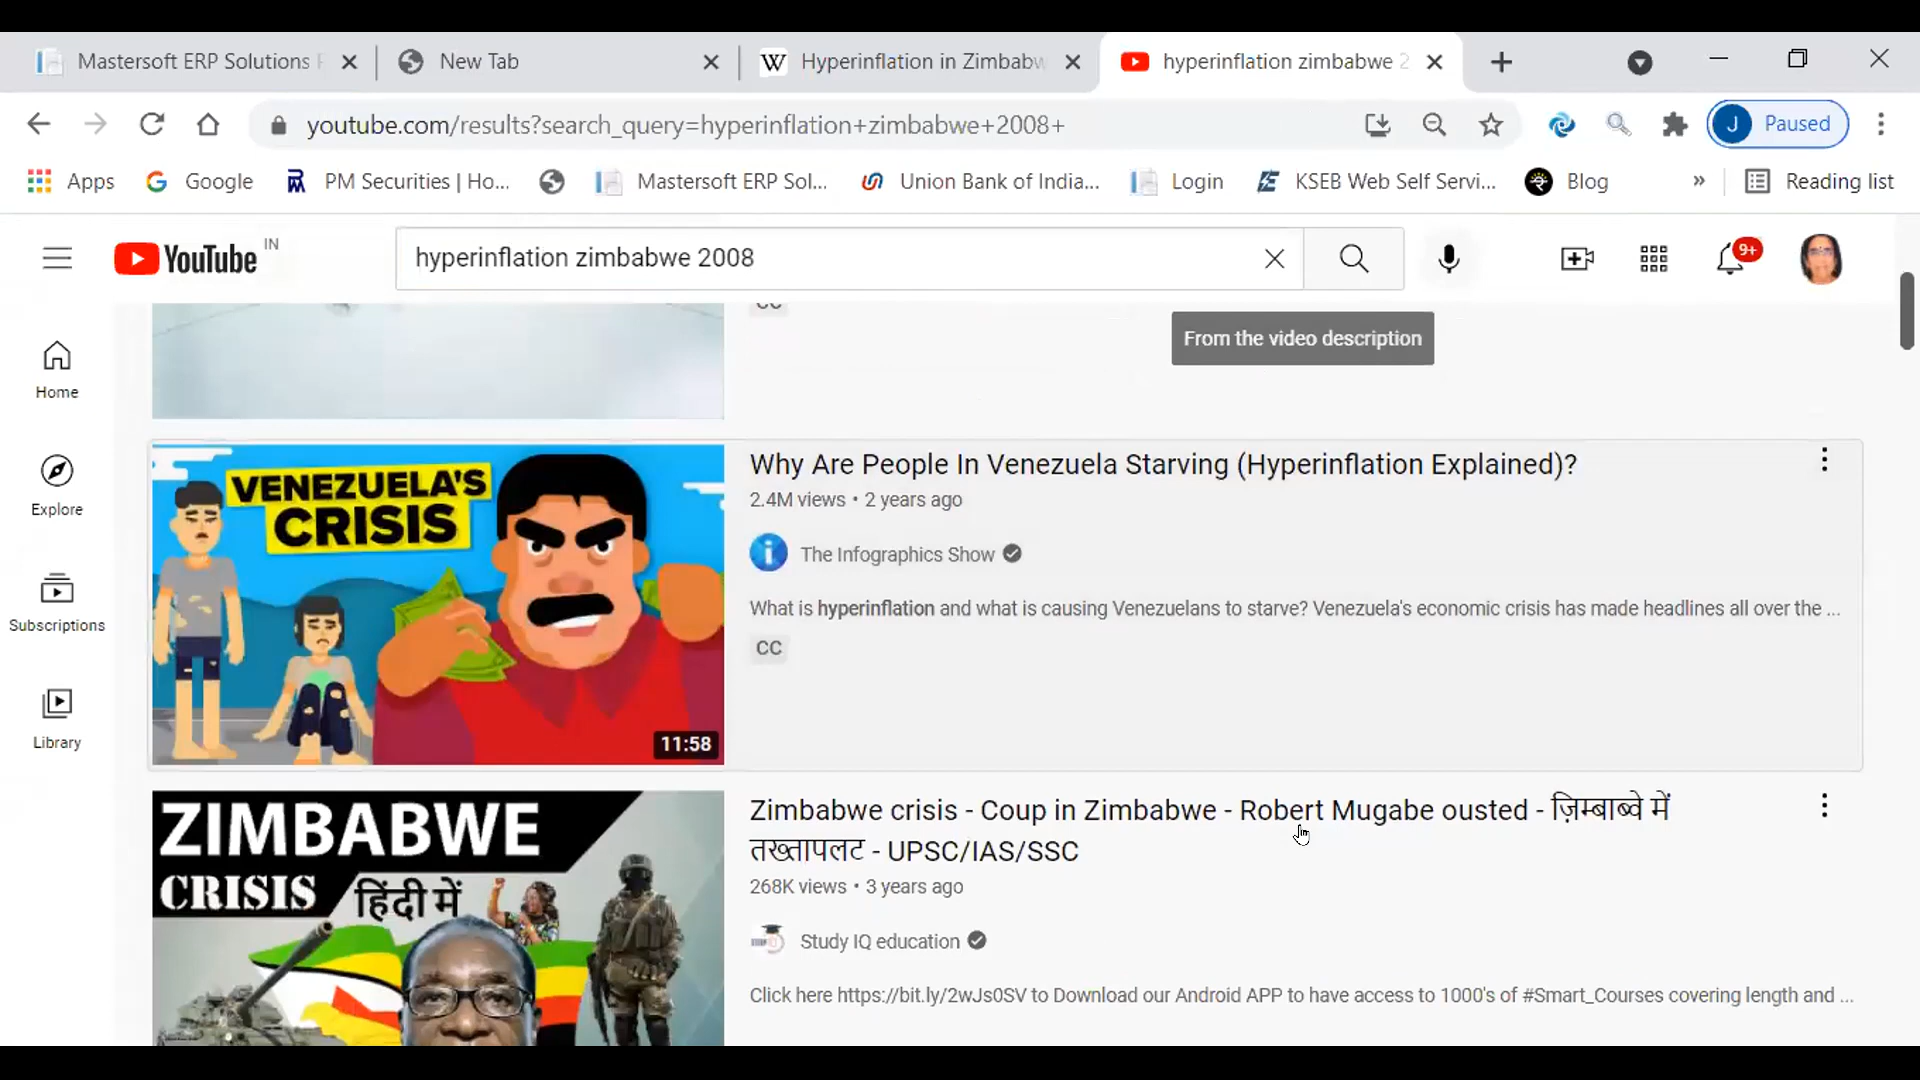 Mastersoft ERP Solutions
New Tab
Hyperinflation in Zimbabw
hyperinflation zimbabwe 2
youtube.com/results?search_query=hyperinflation+zimbabwe+2008+
J Paused
Apps
Google
PM Securities | Ho...
Mastersoft ERP Sol...
Union Bank of India...
Login
KSEB Web Self Servi...
Blog
»
Reading list
YouTube IN
hyperinflation zimbabwe 2008
9+
CC
From the video description
Home
Explore
Subscriptions
Library
VENEZUELA'S
CRISIS
11:58
Why Are People In Venezuela Starving (Hyperinflation Explained)?
2.4M views • 2 years ago
The Infographics Show
What is hyperinflation and what is causing Venezuelans to starve? Venezuela's economic crisis has made headlines all over the ...
CC
ZIMBABWE
CRISIS हिंदी में
Zimbabwe crisis - Coup in Zimbabwe - Robert Mugabe ousted - ज़िम्बाब्वे में
तख्तापलट - UPSC/IAS/SSC
268K views • 3 years ago
Study IQ education
Click here https://bit.ly/2wJs0SV to Download our Android APP to have access to 1000's of #Smart_Courses covering length and ...